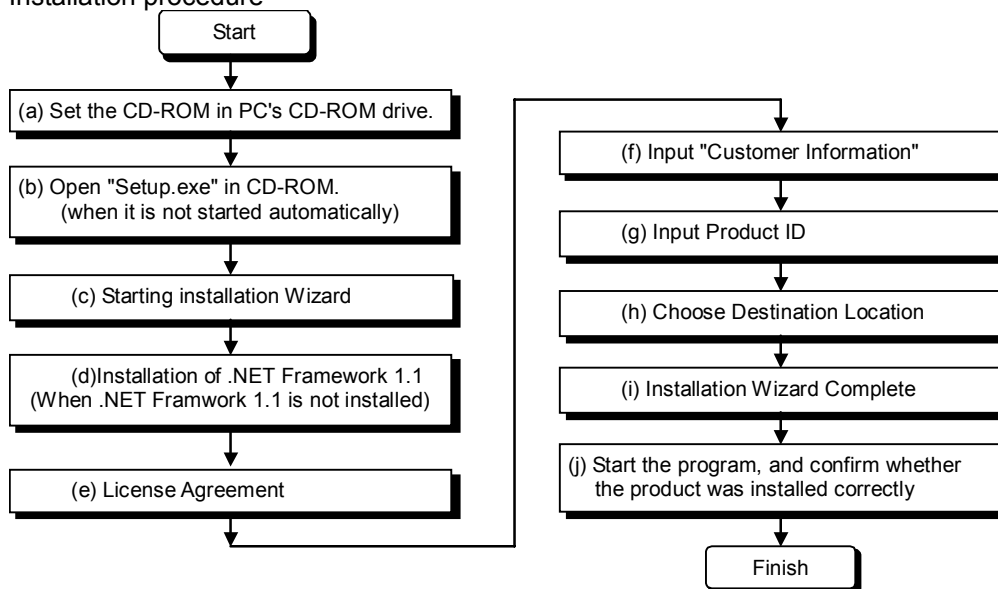 Installation procedure
Start
(a) Set the CD-ROM in PC's CD-ROM drive.
(b) Open "Setup.exe" in CD-ROM.
(when it is not started automatically)
(c) Starting installation Wizard
(d)Installation of .NET Framework 1.1
(When .NET Framwork 1.1 is not installed)
(e) License Agreement
(f) Input "Customer Information"
(g) Input Product ID
(h) Choose Destination Location
(i) Installation Wizard Complete
(j) Start the program, and confirm whether
the product was installed correctly
Finish